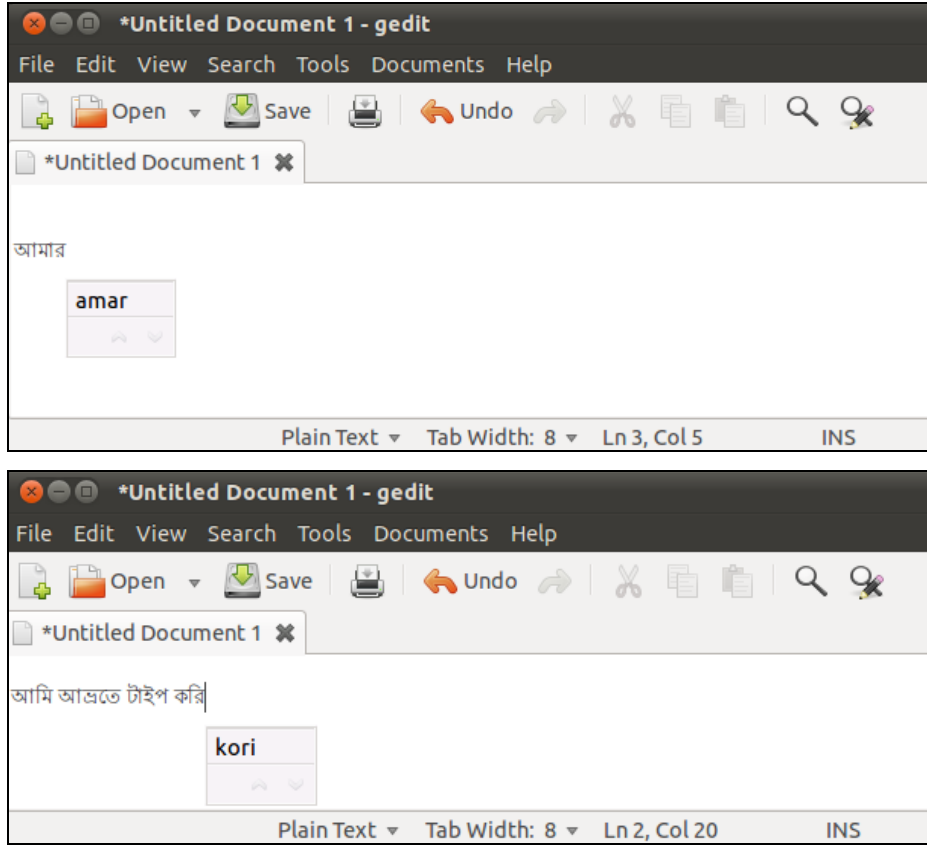 *Untitled Document 1 - gedit
File Edit View Search Tools Documents Help
Open Save Undo
*Untitled Document 1
আমার
amar
Plain Text Tab Width: 8 Ln 3, Col 5 INS
*Untitled Document 1 - gedit
File Edit View Search Tools Documents Help
Open Save Undo
*Untitled Document 1
আমি আভ্রতে টাইপ করি
kori
Plain Text Tab Width: 8 Ln 2, Col 20 INS